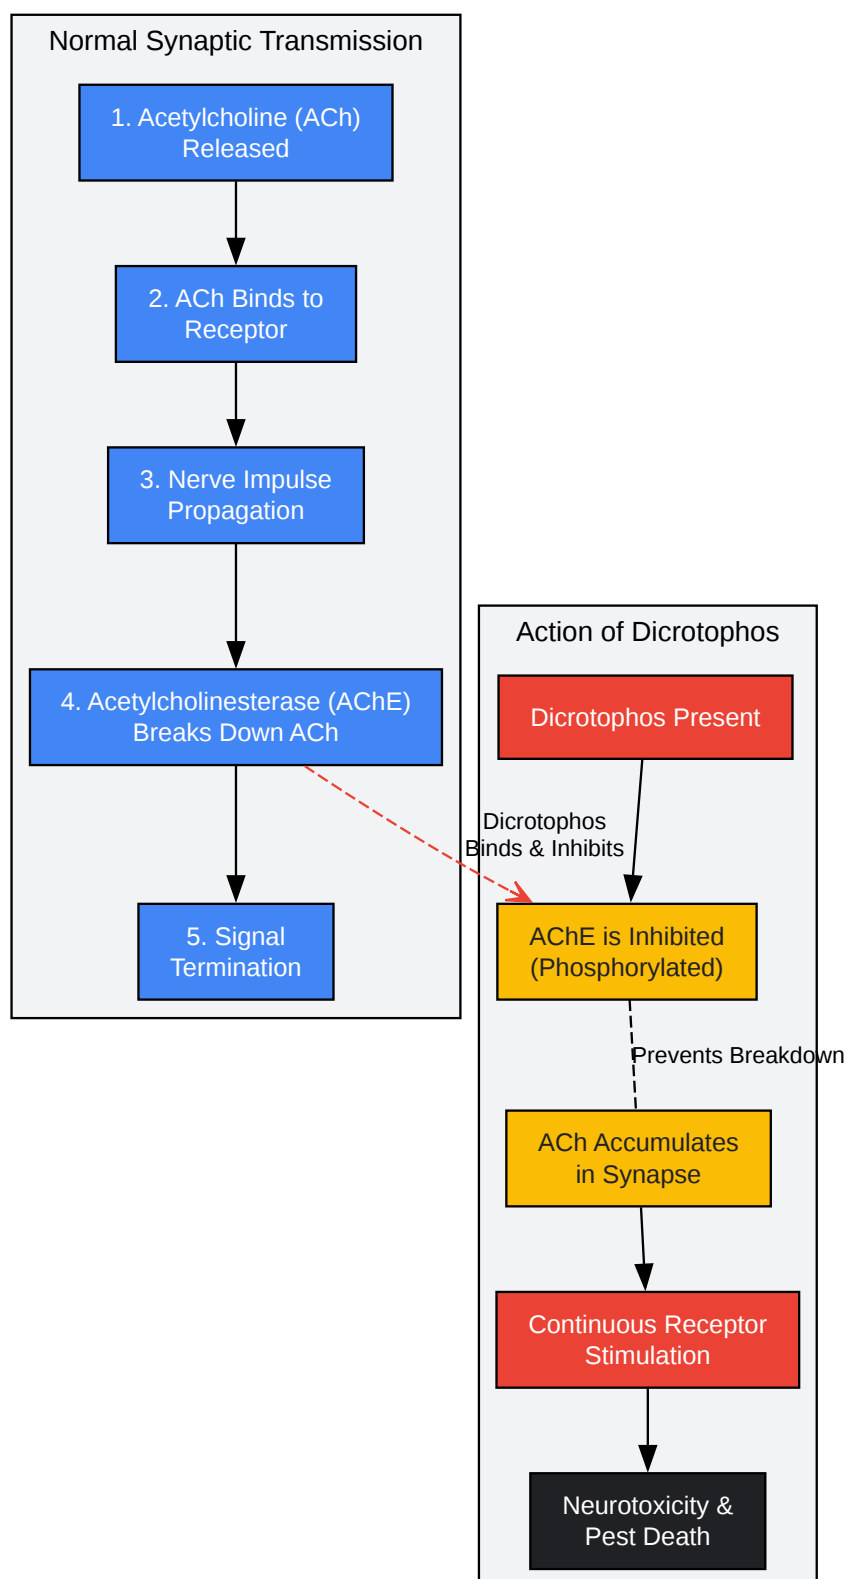 Normal Synaptic Transmission
1. Acetylcholine (ACh)
Released
2. ACh Binds to
Receptor
3. Nerve Impulse
Propagation
4. Acetylcholinesterase (AChE)
Breaks Down ACh
5. Signal
Termination
Action of Dicrotophos
Dicrotophos Present
Dicrotophos
Binds & Inhibits
AChE is Inhibited
(Phosphorylated)
Prevents Breakdown
ACh Accumulates
in Synapse
Continuous Receptor
Stimulation
Neurotoxicity &
Pest Death